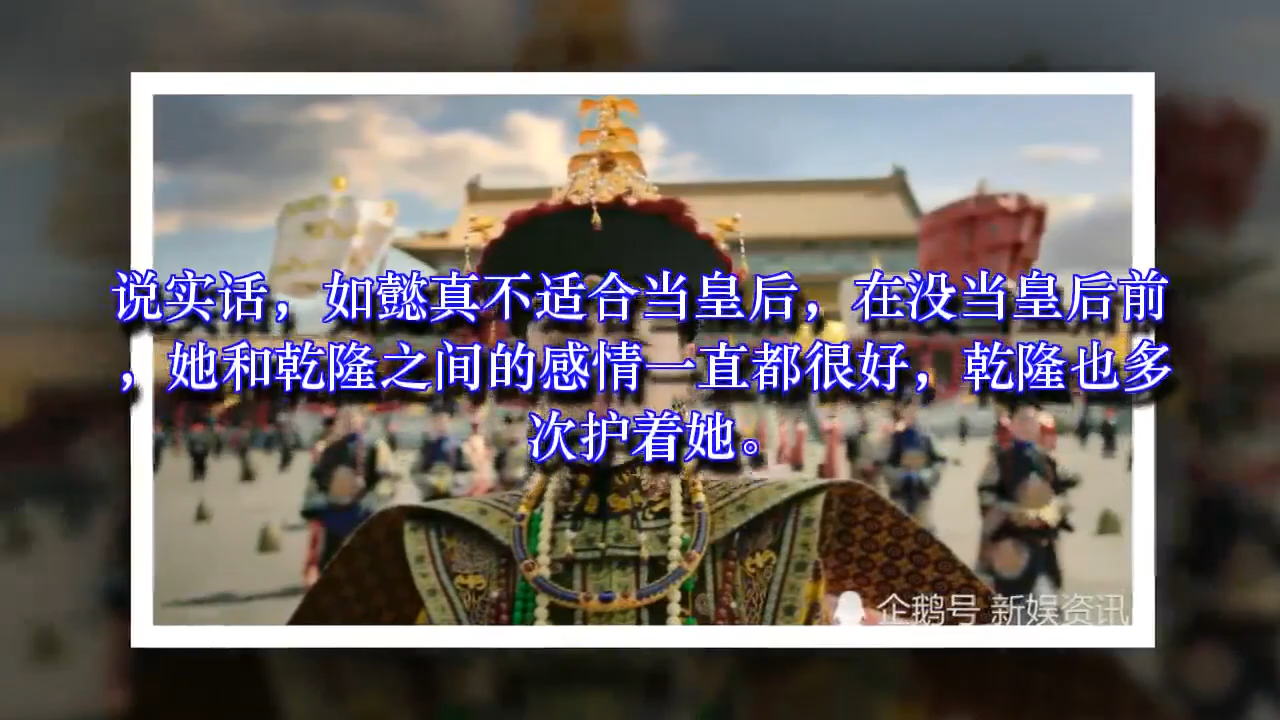 说实话，如懿真不适合当皇后，在没当皇后前
，她和乾隆之间的感情一直都很好，乾隆也多
次护着她。
企鹅号 新娱资讯